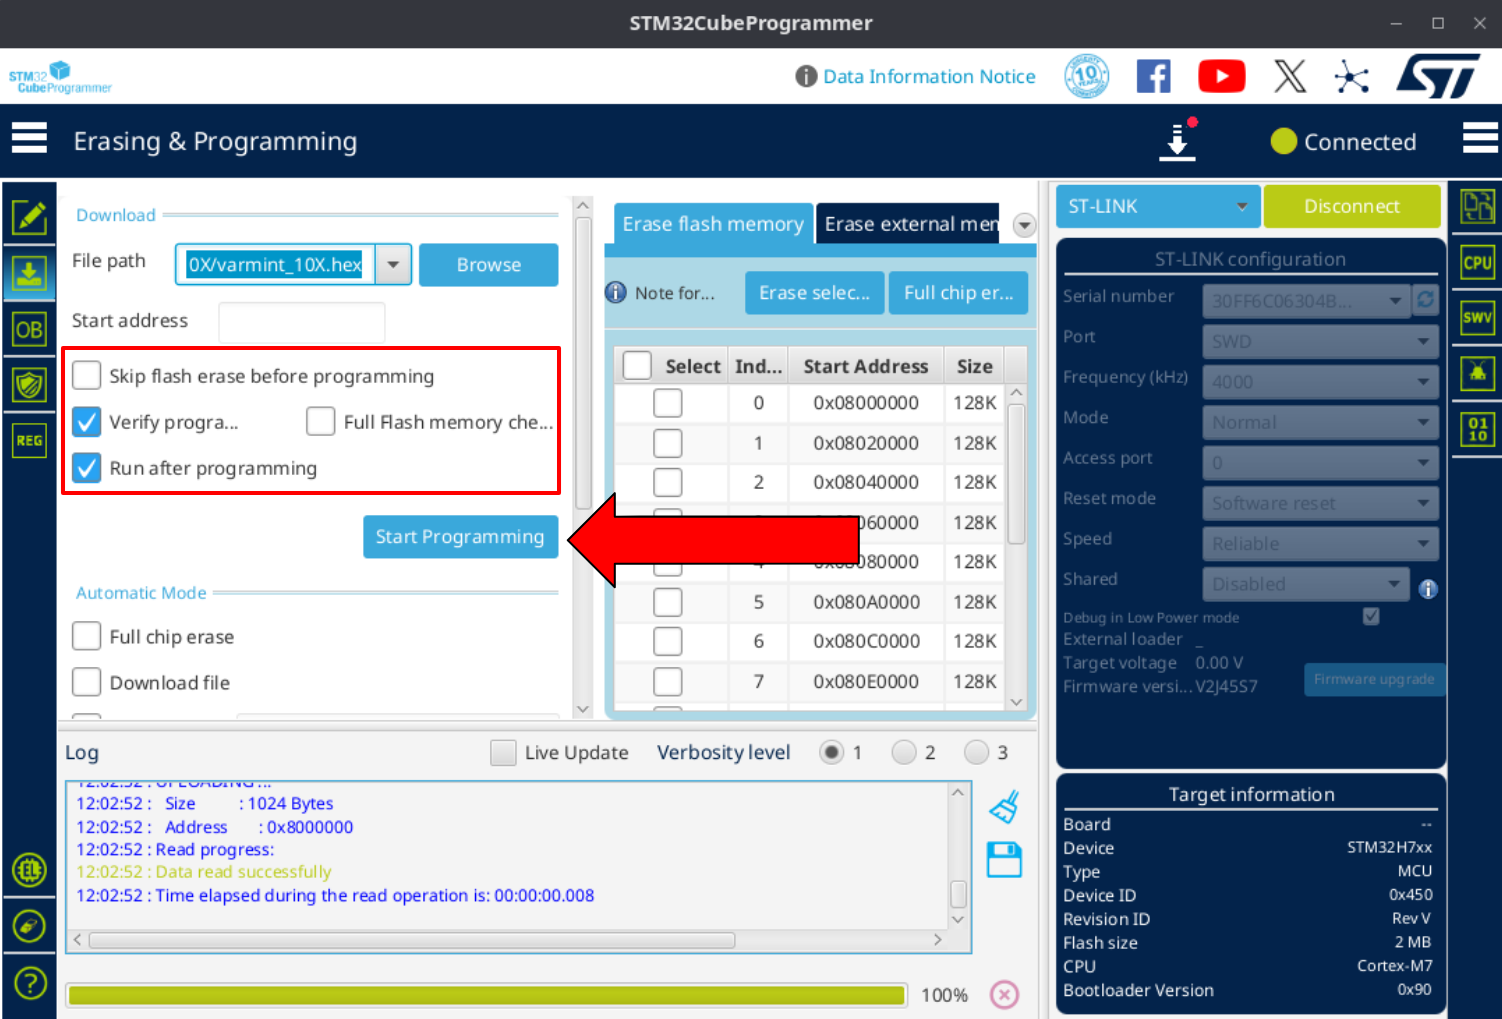 STM32CubeProgrammer
STM32
CubeProgrammer
Data Information Notice
10
Erasing & Programming
Connected
Download
File path
0X/varmint_10X.hex
Browse
Start address
Skip flash erase before programming
Verify progra...
Full Flash memory che...
Run after programming
Start Programming
Automatic Mode
Full chip erase
Download file
OB
REG
Erase flash memory
Erase external mem
Note for...
Erase selec...
Full chip er...
Select Ind... Start Address Size
0 0x08000000 128K
1 0x08020000 128K
2 0x08040000 128K
060000 128K
080000 128K
5 0x080A0000 128K
6 0x080C0000 128K
7 0x080E0000 128K
ST-LINK
Disconnect
ST-LINK configuration
Serial number 30FF6C06304B...
Port SWD
Frequency (kHz) 4000
Mode Normal
Access port 0
Reset mode Software reset
Speed Reliable
Shared Disabled
Debug in Low Power mode
External loader _
Target voltage 0.00 V
Firmware versi... V2J45S7
Firmware upgrade
CPU
SWV
01
10
Log
Live Update
Verbosity level
1
2
3
12:02:52 : UPLOADING ...
12:02:52 : Size : 1024 Bytes
12:02:52 : Address : 0x8000000
12:02:52 : Read progress:
12:02:52 : Data read successfully
12:02:52 : Time elapsed during the read operation is: 00:00:00.008
100%
Target information
Board --
Device STM32H7xx
Type MCU
Device ID 0x450
Revision ID Rev V
Flash size 2 MB
CPU Cortex-M7
Bootloader Version 0x90